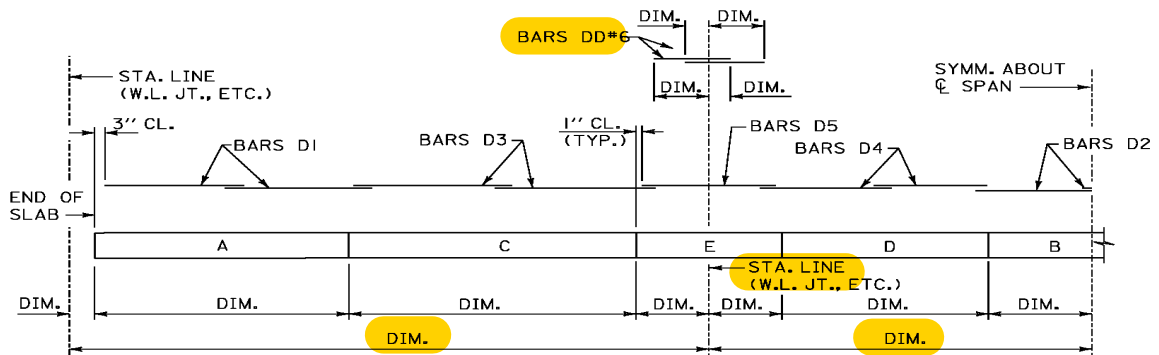 DIM. DIM.
BARS DD#6
STA. LINE
(W.L. JT., ETC.)
SYMM. ABOUT
℄ SPAN
DIM. DIM.
3" CL.
1" CL.
(TYP.)
BARS D1
BARS D3
BARS D5
BARS D4
BARS D2
END OF
SLAB
A C E D B
STA. LINE
(W.L. JT., ETC.)
DIM. DIM. DIM. DIM. DIM. DIM. DIM.
DIM. DIM.